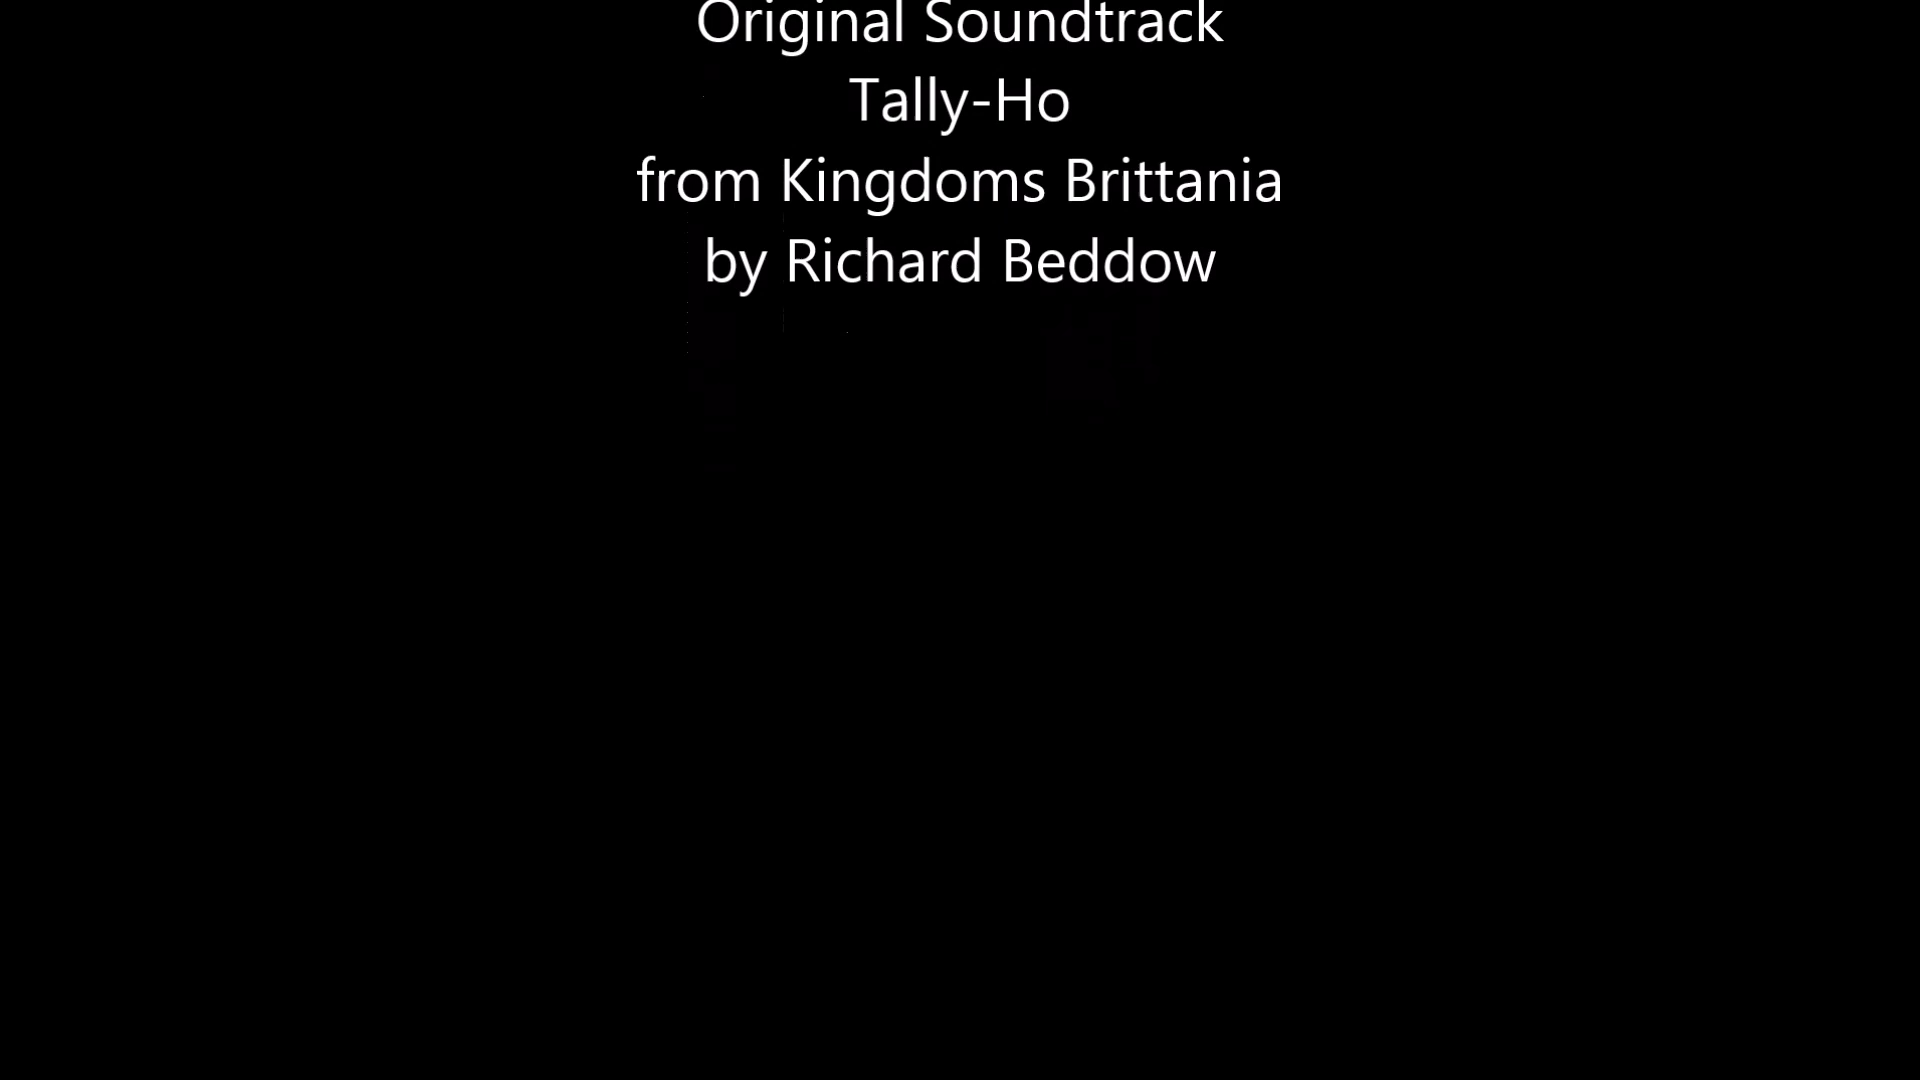 Original Soundtrack
Tally-Ho
from Kingdoms Brittania
by Richard Beddow